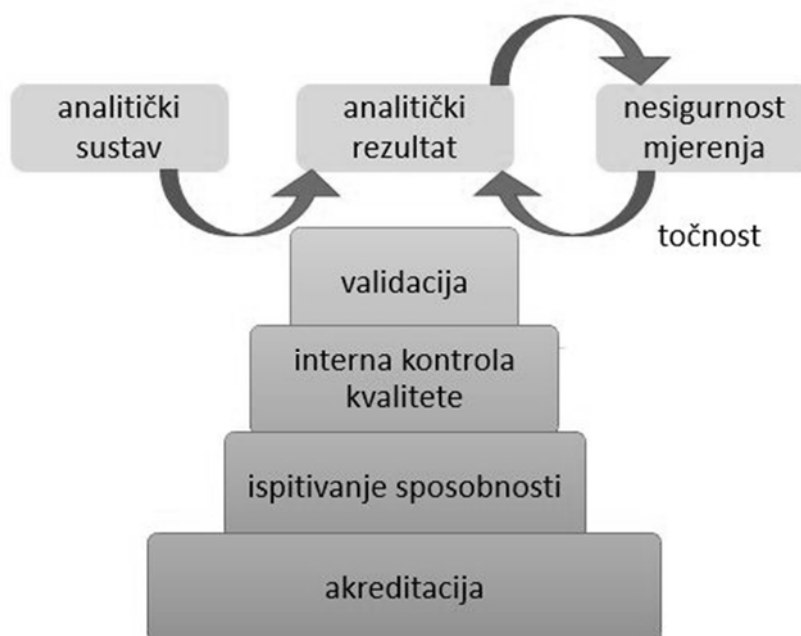 analitički
sustav
analitički
rezultat
nesigurnost
mjerenja
točnost
validacija
interna kontrola
kvalitete
ispitivanje sposobnosti
akreditacija